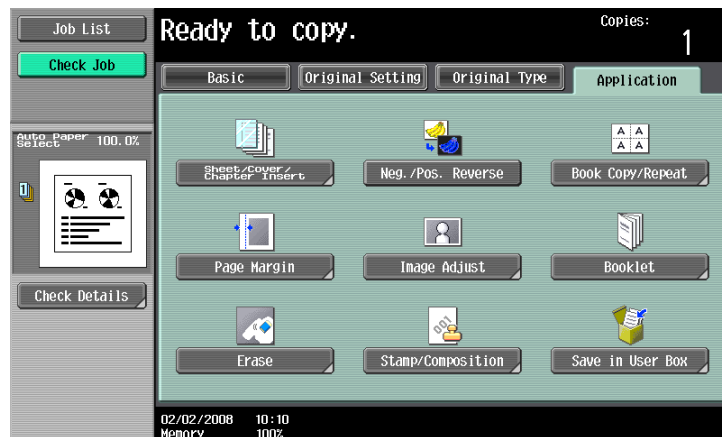 Job List
Check Job
Ready to copy.
Copies:
1
Basic
Original Setting
Original Type
Application
Auto Paper
Select
100.0%
1
Sheet/Cover/
Chapter Insert
Neg./Pos. Reverse
A A
A A
Book Copy/Repeat
Page Margin
Image Adjust
Booklet
Check Details
001
Erase
Stamp/Composition
Save in User Box
02/02/2008 10:10
Memory 100%